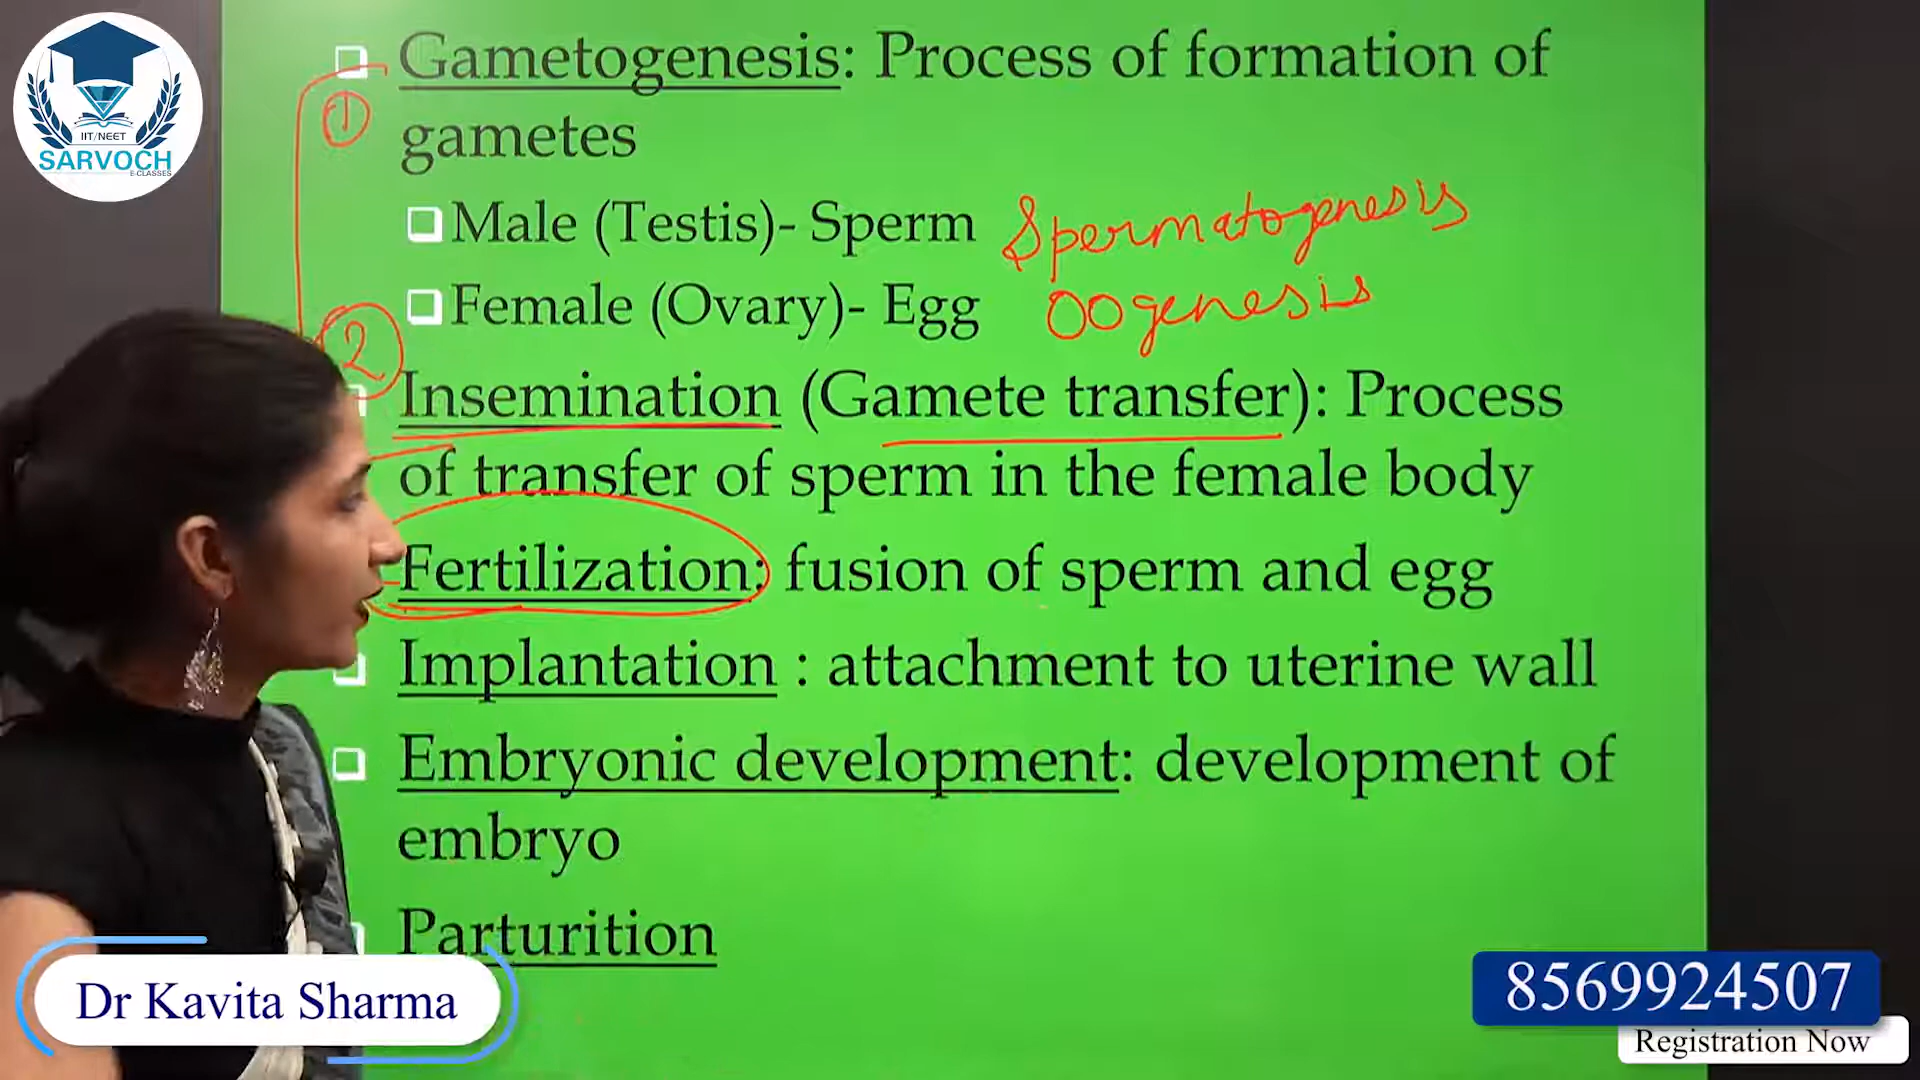 IIT/NEET
SARVOCH
E-CLASSES
Gametogenesis: Process of formation of
1
gametes
Male (Testis)- Sperm Spermatogenesis
Female (Ovary)- Egg Oogenesis
2
Insemination (Gamete transfer): Process
of transfer of sperm in the female body
Fertilization: fusion of sperm and egg
Implantation : attachment to uterine wall
Embryonic development: development of
embryo
Parturition
Dr Kavita Sharma
8569924507
Registration Now